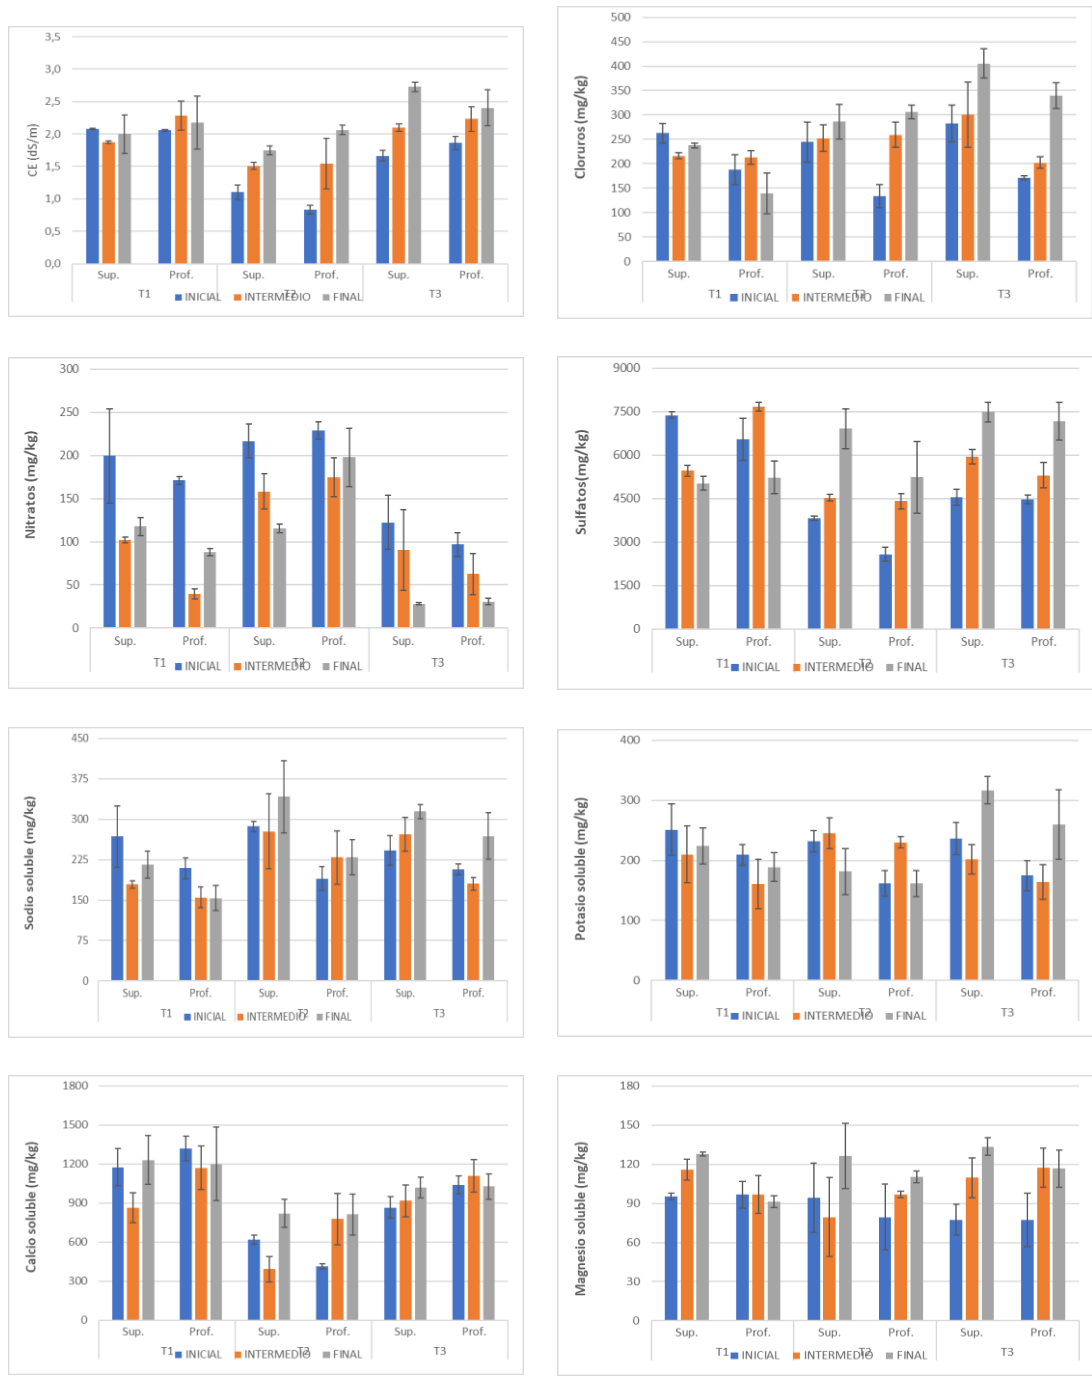 CE (dS/m)
3,5
3,0
2,5
2,0
1,5
1,0
0,5
0,0
Sup. Prof. Sup. Prof. Sup. Prof.
T1 T2 T3
INICIAL INTERMEDIO FINAL
Cloruros (mg/kg)
500
450
400
350
300
250
200
150
100
50
0
Sup. Prof. Sup. Prof. Sup. Prof.
T1 T2 T3
INICIAL INTERMEDIO FINAL
Nitratos (mg/kg)
300
250
200
150
100
50
0
Sup. Prof. Sup. Prof. Sup. Prof.
T1 T2 T3
INICIAL INTERMEDIO FINAL
Sulfatos(mg/kg)
9000
7500
6000
4500
3000
1500
0
Sup. Prof. Sup. Prof. Sup. Prof.
T1 T2 T3
INICIAL INTERMEDIO FINAL
Sodio soluble (mg/kg)
450
375
300
225
150
75
0
Sup. Prof. Sup. Prof. Sup. Prof.
T1 T2 T3
INICIAL INTERMEDIO FINAL
Potasio soluble (mg/kg)
400
300
200
100
0
Sup. Prof. Sup. Prof. Sup. Prof.
T1 T2 T3
INICIAL INTERMEDIO FINAL
Calcio soluble (mg/kg)
1800
1500
1200
900
600
300
0
Sup. Prof. Sup. Prof. Sup. Prof.
T1 T2 T3
INICIAL INTERMEDIO FINAL
Magnesio soluble (mg/kg)
180
150
120
90
60
30
0
Sup. Prof. Sup. Prof. Sup. Prof.
T1 T2 T3
INICIAL INTERMEDIO FINAL